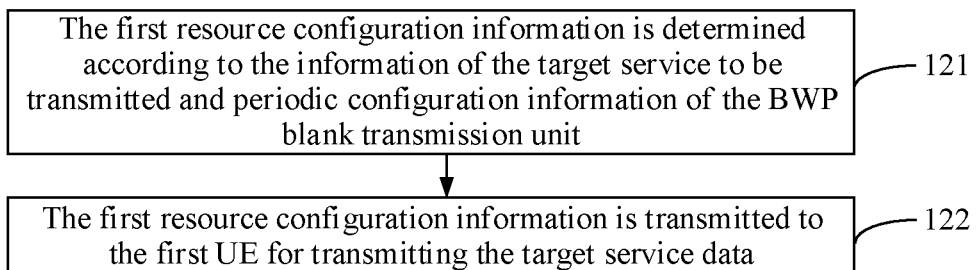 The first resource configuration information is determined
according to the information of the target service to be
transmitted and periodic configuration information of the BWP
blank transmission unit
121
The first resource configuration information is transmitted to
the first UE for transmitting the target service data
122